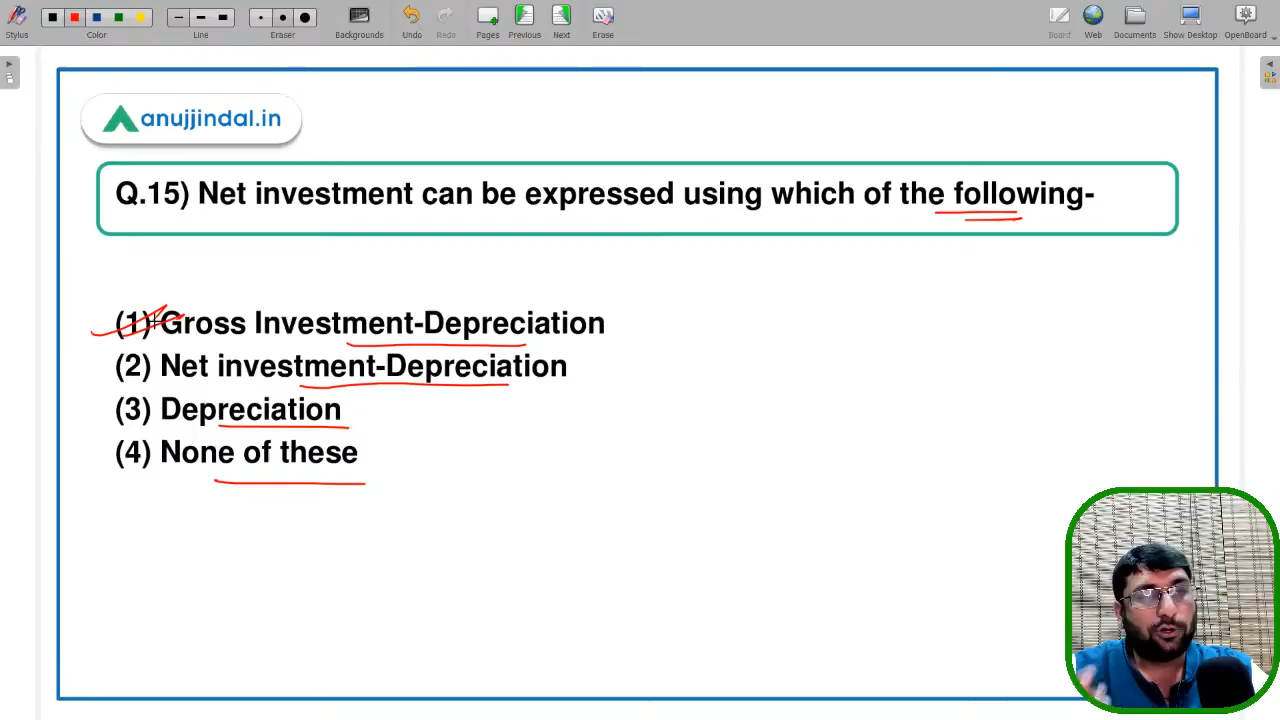 Stylus
Color
Line
Eraser
Backgrounds
Undo
Redo
Pages
Previous
Next
Erase
Board
Web
Documents
Show Desktop
OpenBoard
anujjindal.in
Q.15) Net investment can be expressed using which of the following-
(1) Gross Investment-Depreciation
(2) Net investment-Depreciation
(3) Depreciation
(4) None of these